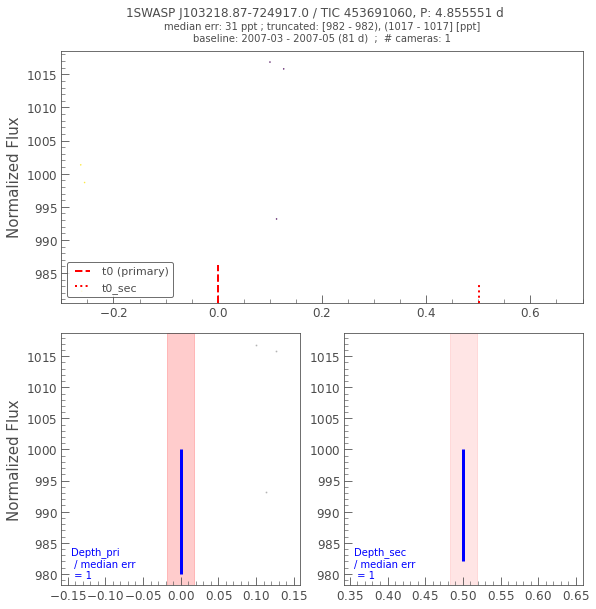 1SWASP J103218.87-724917.0 / TIC 453691060, P: 4.855551 d
median err: 31 ppt ; truncated: [982 - 982), (1017 - 1017] [ppt]
baseline: 2007-03 - 2007-05 (81 d)  ;  # cameras: 1
Normalized Flux
1015
1010
1005
1000
995
990
985
t0 (primary)
t0_sec
−0.2 0.0 0.2 0.4 0.6
Normalized Flux
1015
1010
1005
1000
995
990
985
980
Depth_pri
/ median err
= 1
−0.15 −0.10 −0.05 0.00 0.05 0.10 0.15
1015
1010
1005
1000
995
990
985
980
Depth_sec
/ median err
= 1
0.35 0.40 0.45 0.50 0.55 0.60 0.65